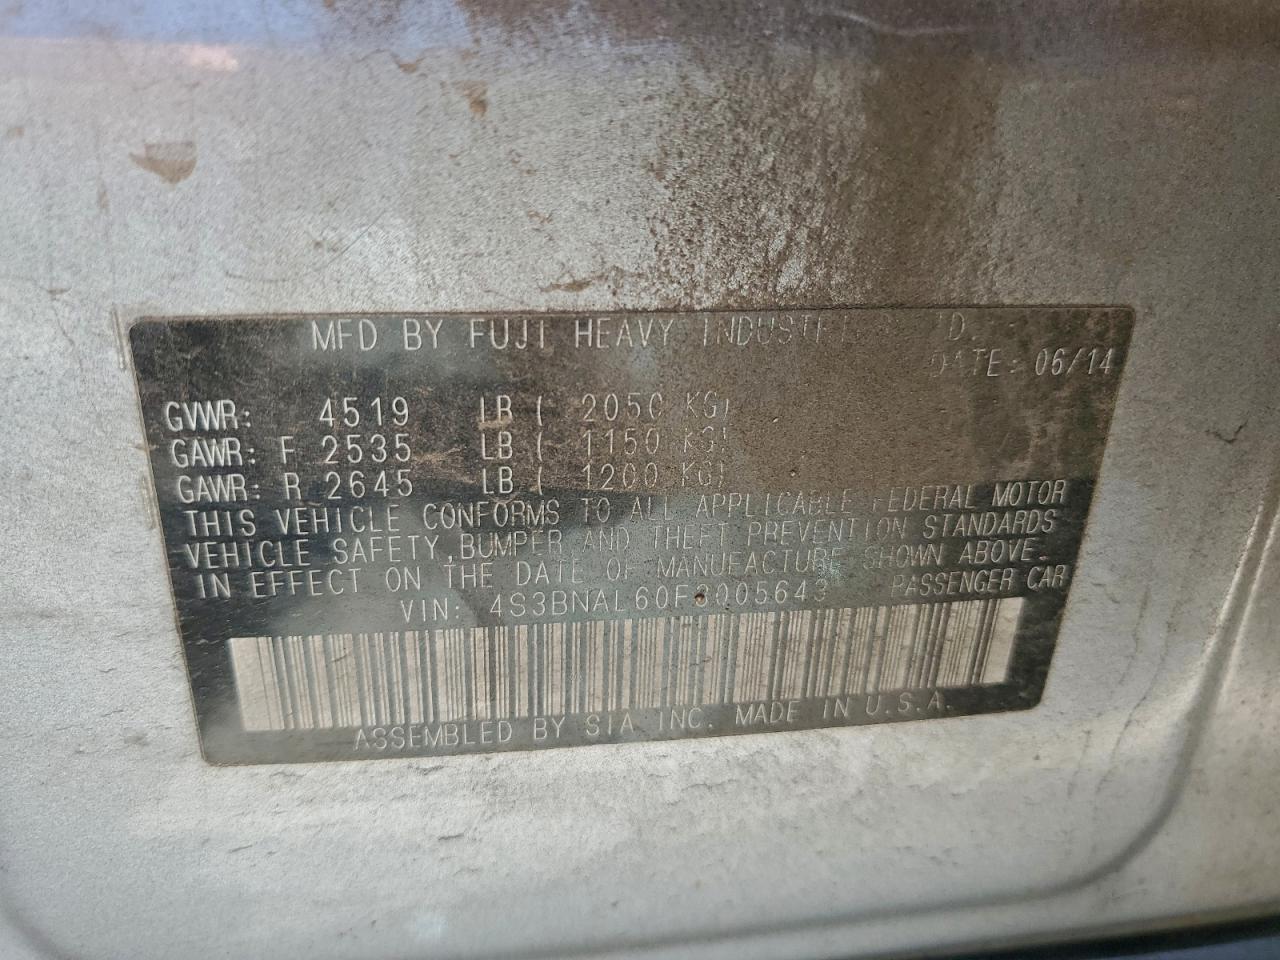 MFD BY FUJI HEAVY
DATE: 06/14
GVWR: 4519 LB ( 2050 KG)
GAWR: F 2535 LB ( 1150 KG)
GAWR: R 2645 LB ( 1200 KG)
THIS VEHICLE CONFORMS TO ALL APPLICABLE FEDERAL MOTOR
VEHICLE SAFETY, BUMPER AND THEFT PREVENTION STANDARDS
IN EFFECT ON THE DATE OF MANUFACTURE SHOWN ABOVE.
VIN: 4S3BNAL60F3005643 PASSENGER CAR
ASSEMBLED BY SIA INC. MADE IN U.S.A.